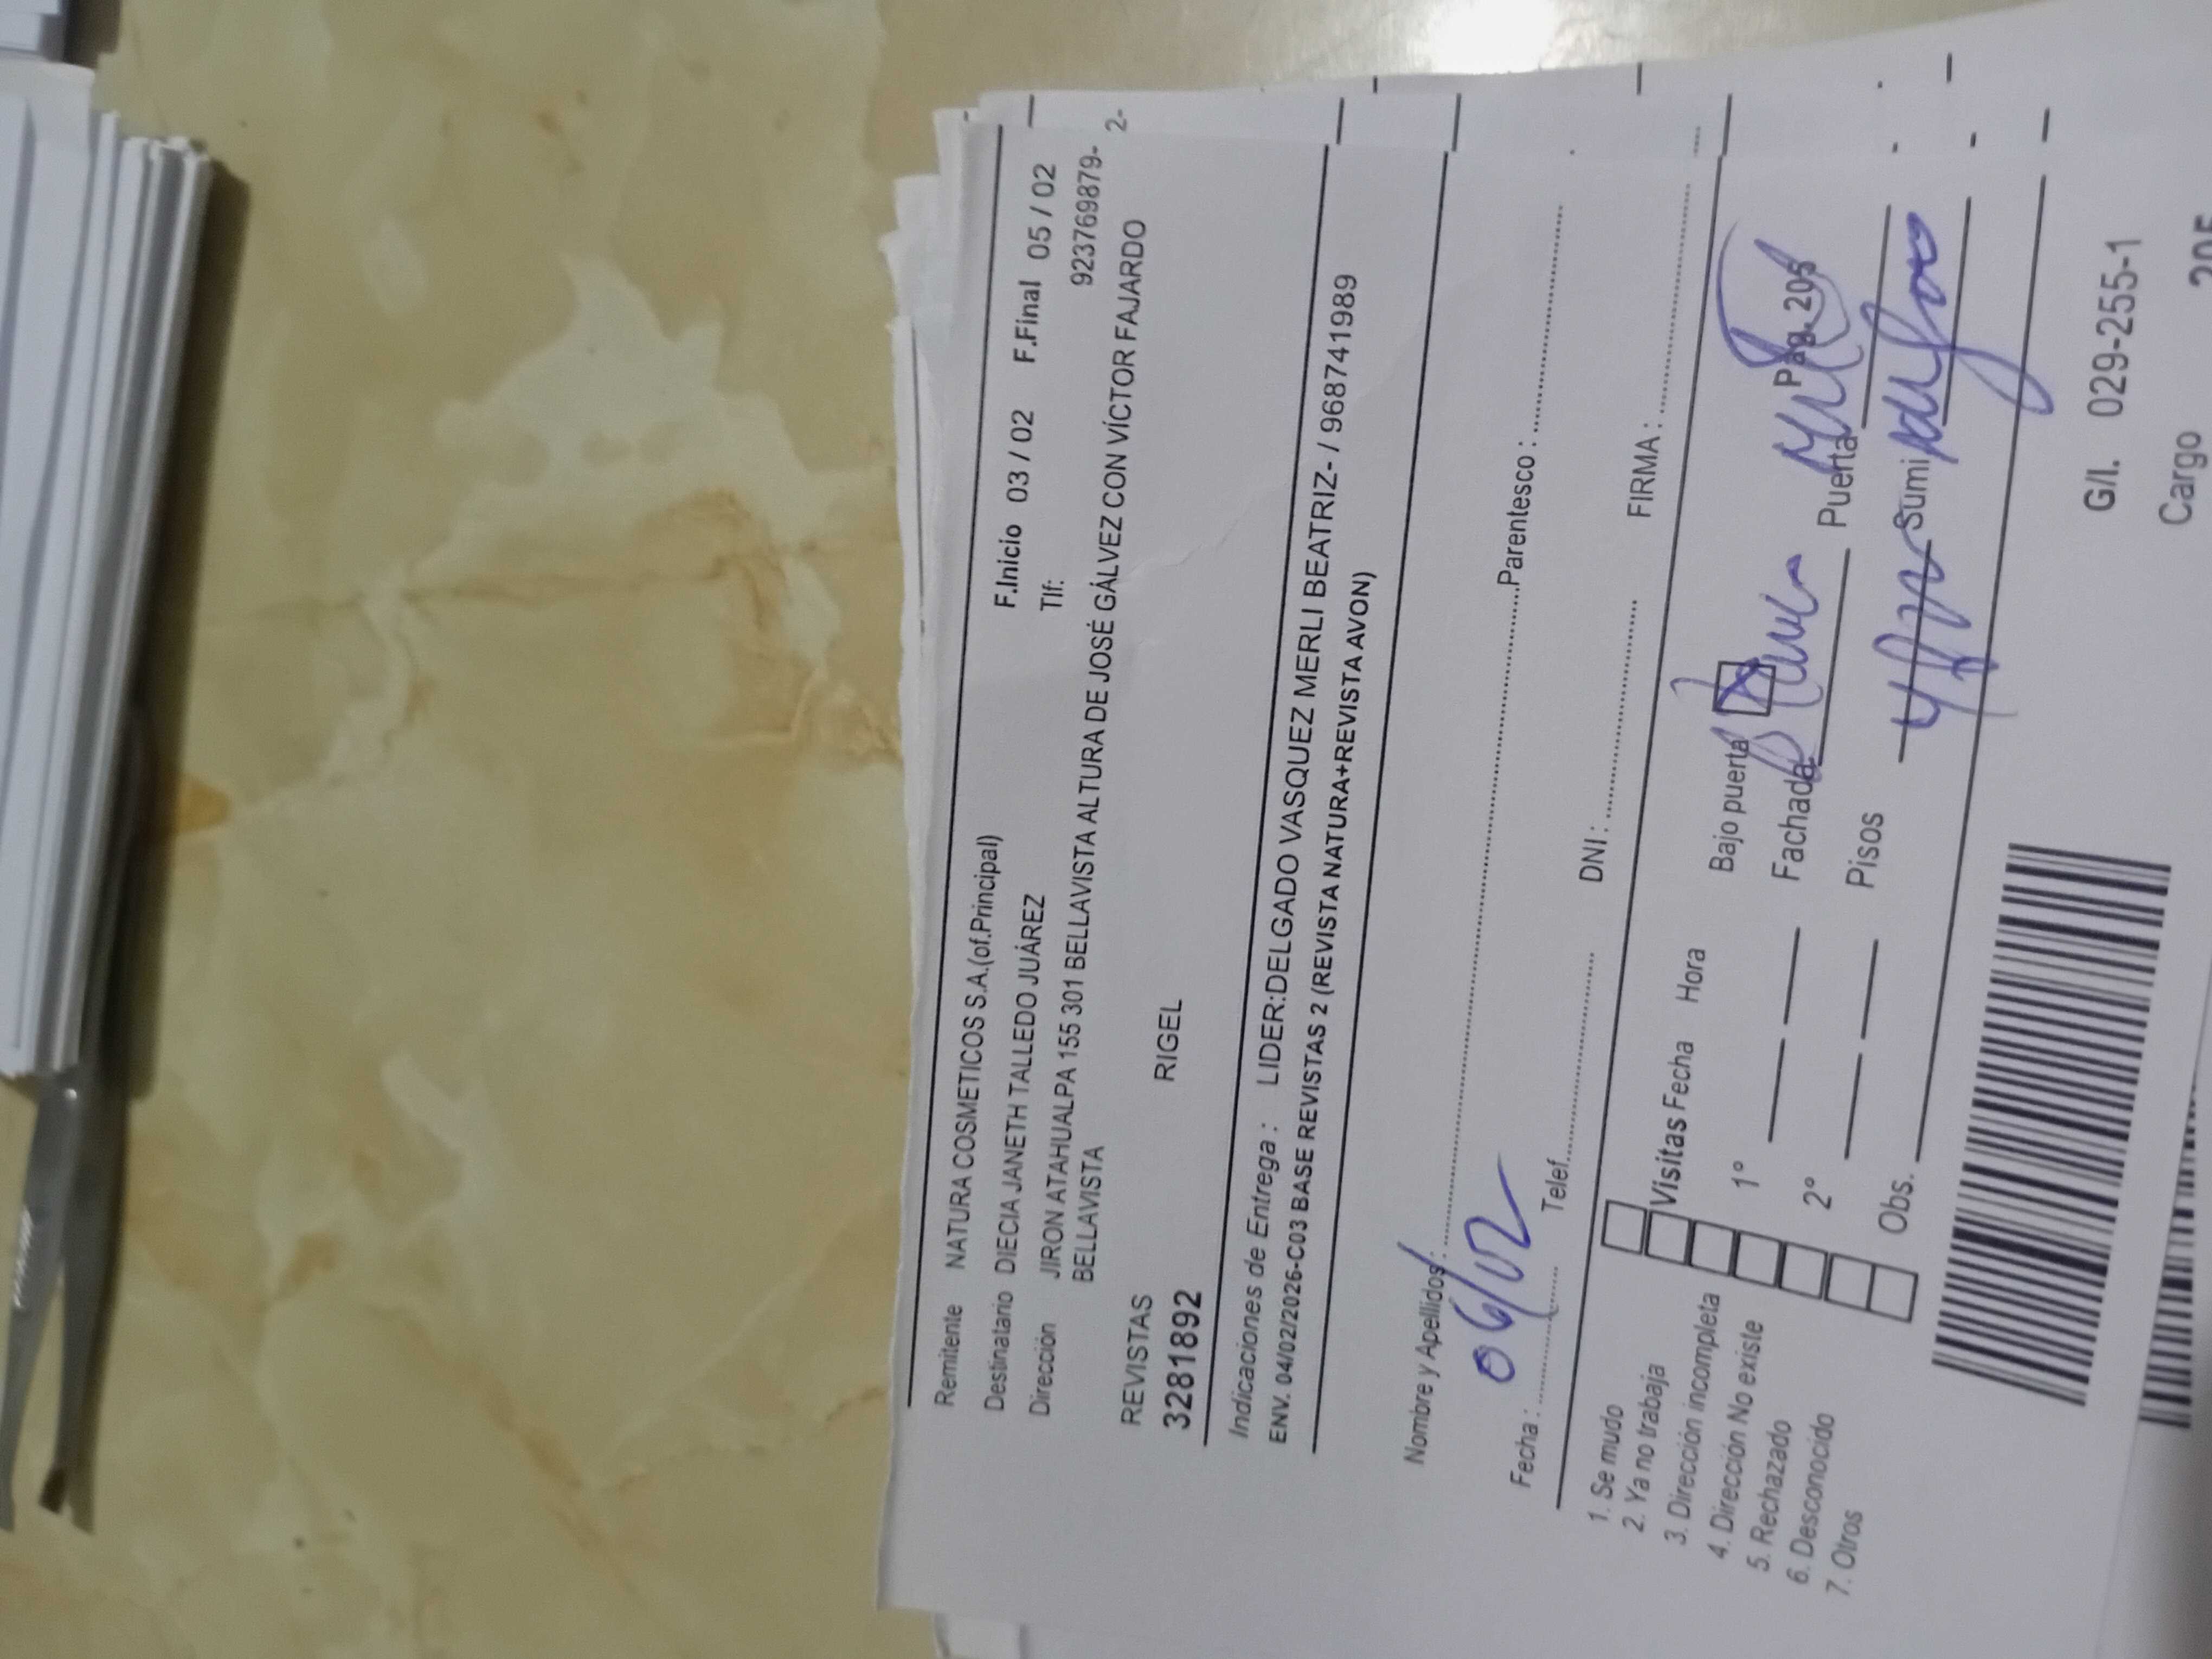 Remitente NATURA COSMETICOS S.A.(of.Principal)
Destinatario DIECIA JANETH TALLEDO JUÁREZ F.Inicio 03 / 02 F.Final 05 / 02
Dirección JIRON ATAHUALPA 155 301 BELLAVISTA ALTURA DE JOSÉ GÁLVEZ CON VÍCTOR FAJARDO Tlf: 9237769879-
BELLAVISTA 2-
REVISTAS
3281892 RIGEL
Indicaciones de Entrega : LIDER:DELGADO VASQUEZ MERLI BEATRIZ- / 968741989
ENV. 04/02/2026-C03 BASE REVISTAS 2 (REVISTA NATURA+REVISTA AVON)
Nombre y Apellidos : Parentesco :
Fecha : 06/02 Telef. DNI : FIRMA :
1. Se mudo
2. Ya no trabaja
3. Dirección incompleta
4. Dirección No existe
5. Rechazado
6. Desconocido
7. Otros
Visitas Fecha Hora Bajo puerta Pag. 205
1° Fachada Puerta
2° Pisos Sumi
Obs.
G/I. 029-255-1
Cargo 205